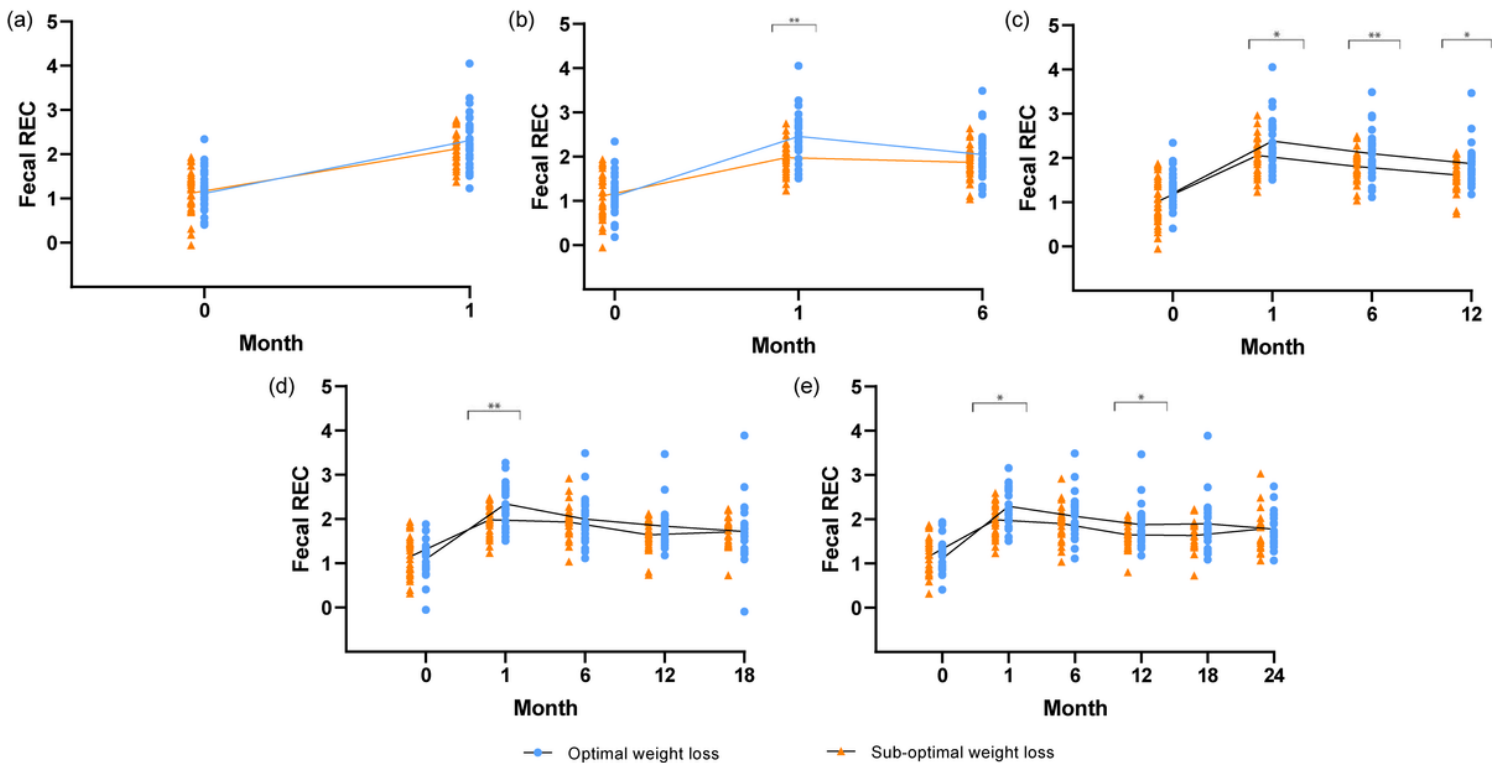 (a)
5
4
3
2
1
0
Fecal REC
0 1
Month
(b)
**
5
4
3
2
1
0
Fecal REC
0 1 6
Month
(c)
* ** *
5
4
3
2
1
0
Fecal REC
0 1 6 12
Month
(d)
**
5
4
3
2
1
0
Fecal REC
0 1 6 12 18
Month
(e)
* *
5
4
3
2
1
0
Fecal REC
0 1 6 12 18 24
Month
Optimal weight loss Sub-optimal weight loss